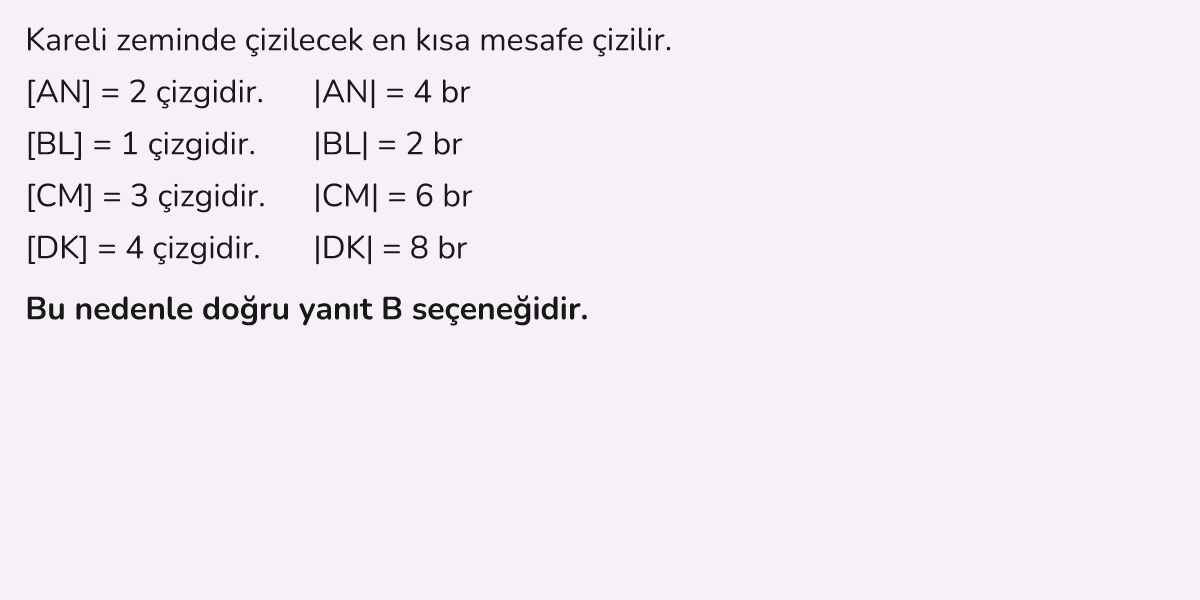 Kareli zeminde çizilecek en kısa mesafe çizilir.
[AN] = 2 çizgidir. |AN| = 4 br
[BL] = 1 çizgidir. |BL| = 2 br
[CM] = 3 çizgidir. |CM| = 6 br
[DK] = 4 çizgidir. |DK| = 8 br
Bu nedenle doğru yanıt B seçeneğidir.